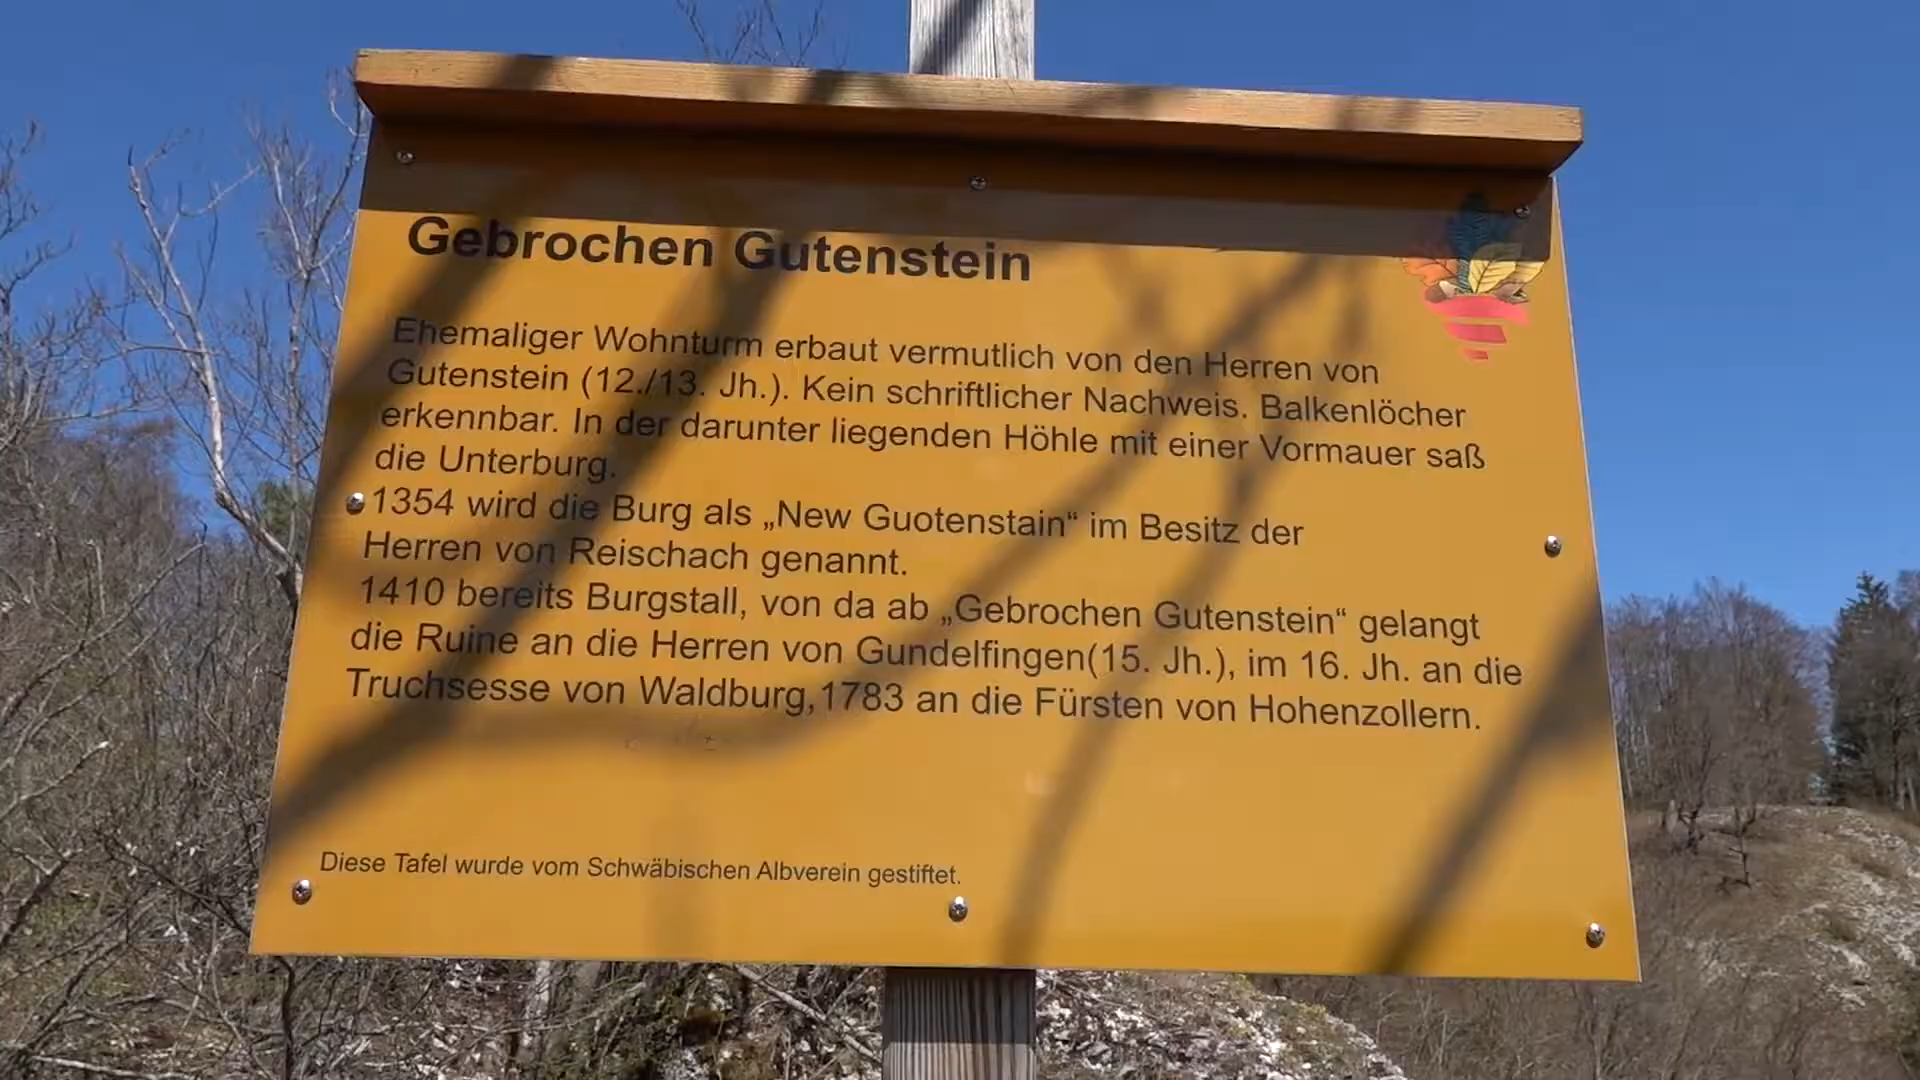 Gebrochen Gutenstein
Ehemaliger Wohnturm erbaut vermutlich von den Herren von
Gutenstein (12./13. Jh.). Kein schriftlicher Nachweis. Balkenlöcher
erkennbar. In der darunter liegenden Höhle mit einer Vormauer saß
die Unterburg.
1354 wird die Burg als „New Guotenstain“ im Besitz der
Herren von Reischach genannt.
1410 bereits Burgstall, von da ab „Gebrochen Gutenstein“ gelangt
die Ruine an die Herren von Gundelfingen(15. Jh.), im 16. Jh. an die
Truchsesse von Waldburg,1783 an die Fürsten von Hohenzollern.
Diese Tafel wurde vom Schwäbischen Albverein gestiftet.